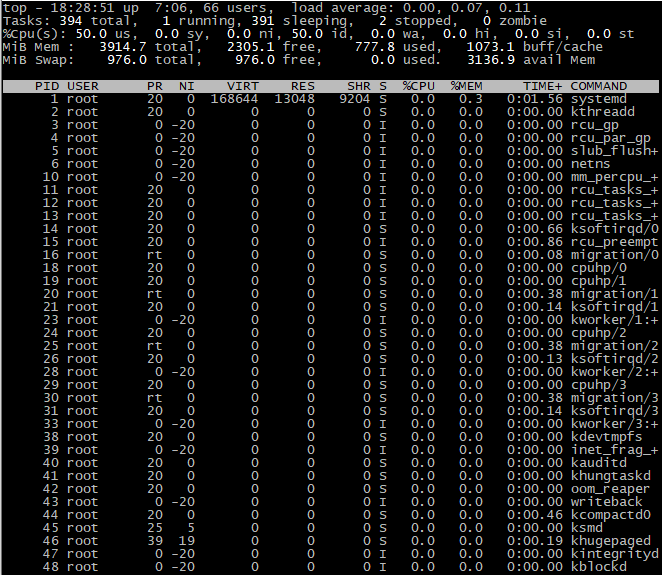 top - 18:28:51 up  7:06, 66 users,  load average: 0.00, 0.07, 0.11
Tasks: 394 total,   1 running, 391 sleeping,   2 stopped,   0 zombie
%Cpu(s): 50.0 us,  0.0 sy,  0.0 ni, 50.0 id,  0.0 wa,  0.0 hi,  0.0 si,  0.0 st
MiB Mem :   3914.7 total,   2305.1 free,    777.8 used,   1073.1 buff/cache
MiB Swap:    976.0 total,    976.0 free,      0.0 used.   3136.9 avail Mem
PID USER      PR  NI    VIRT    RES    SHR S  %CPU  %MEM     TIME+ COMMAND
1 root      20   0  168644  13048   9204 S   0.0   0.3   0:01.56 systemd
2 root      20   0       0      0      0 S   0.0   0.0   0:00.00 kthreadd
3 root       0 -20       0      0      0 I   0.0   0.0   0:00.00 rcu_gp
4 root       0 -20       0      0      0 I   0.0   0.0   0:00.00 rcu_par_gp
5 root       0 -20       0      0      0 I   0.0   0.0   0:00.00 slub_flush+
6 root       0 -20       0      0      0 I   0.0   0.0   0:00.00 netns
10 root       0 -20       0      0      0 I   0.0   0.0   0:00.00 mm_percpu_+
11 root      20   0       0      0      0 I   0.0   0.0   0:00.00 rcu_tasks_+
12 root      20   0       0      0      0 I   0.0   0.0   0:00.00 rcu_tasks_+
13 root      20   0       0      0      0 I   0.0   0.0   0:00.00 rcu_tasks_+
14 root      20   0       0      0      0 S   0.0   0.0   0:00.66 ksoftirqd/0
15 root      20   0       0      0      0 I   0.0   0.0   0:00.86 rcu_preempt
16 root      rt   0       0      0      0 S   0.0   0.0   0:00.08 migration/0
18 root      20   0       0      0      0 S   0.0   0.0   0:00.00 cpuhp/0
19 root      20   0       0      0      0 S   0.0   0.0   0:00.00 cpuhp/1
20 root      rt   0       0      0      0 S   0.0   0.0   0:00.38 migration/1
21 root      20   0       0      0      0 S   0.0   0.0   0:00.14 ksoftirqd/1
23 root       0 -20       0      0      0 I   0.0   0.0   0:00.00 kworker/1:+
24 root      20   0       0      0      0 S   0.0   0.0   0:00.00 cpuhp/2
25 root      rt   0       0      0      0 S   0.0   0.0   0:00.38 migration/2
26 root      20   0       0      0      0 S   0.0   0.0   0:00.13 ksoftirqd/2
28 root       0 -20       0      0      0 I   0.0   0.0   0:00.00 kworker/2:+
29 root      20   0       0      0      0 S   0.0   0.0   0:00.00 cpuhp/3
30 root      rt   0       0      0      0 S   0.0   0.0   0:00.38 migration/3
31 root      20   0       0      0      0 S   0.0   0.0   0:00.14 ksoftirqd/3
33 root       0 -20       0      0      0 I   0.0   0.0   0:00.00 kworker/3:+
38 root      20   0       0      0      0 S   0.0   0.0   0:00.00 kdevtmpfs
39 root       0 -20       0      0      0 I   0.0   0.0   0:00.00 inet_frag_+
40 root      20   0       0      0      0 S   0.0   0.0   0:00.00 kauditd
41 root      20   0       0      0      0 S   0.0   0.0   0:00.00 khungtaskd
42 root      20   0       0      0      0 S   0.0   0.0   0:00.00 oom_reaper
43 root       0 -20       0      0      0 I   0.0   0.0   0:00.00 writeback
44 root      20   0       0      0      0 S   0.0   0.0   0:00.46 kcompactd0
45 root      25   5       0      0      0 S   0.0   0.0   0:00.00 ksmd
46 root      39  19       0      0      0 S   0.0   0.0   0:00.19 khugepaged
47 root       0 -20       0      0      0 I   0.0   0.0   0:00.00 kintegrityd
48 root       0 -20       0      0      0 I   0.0   0.0   0:00.00 kblockd